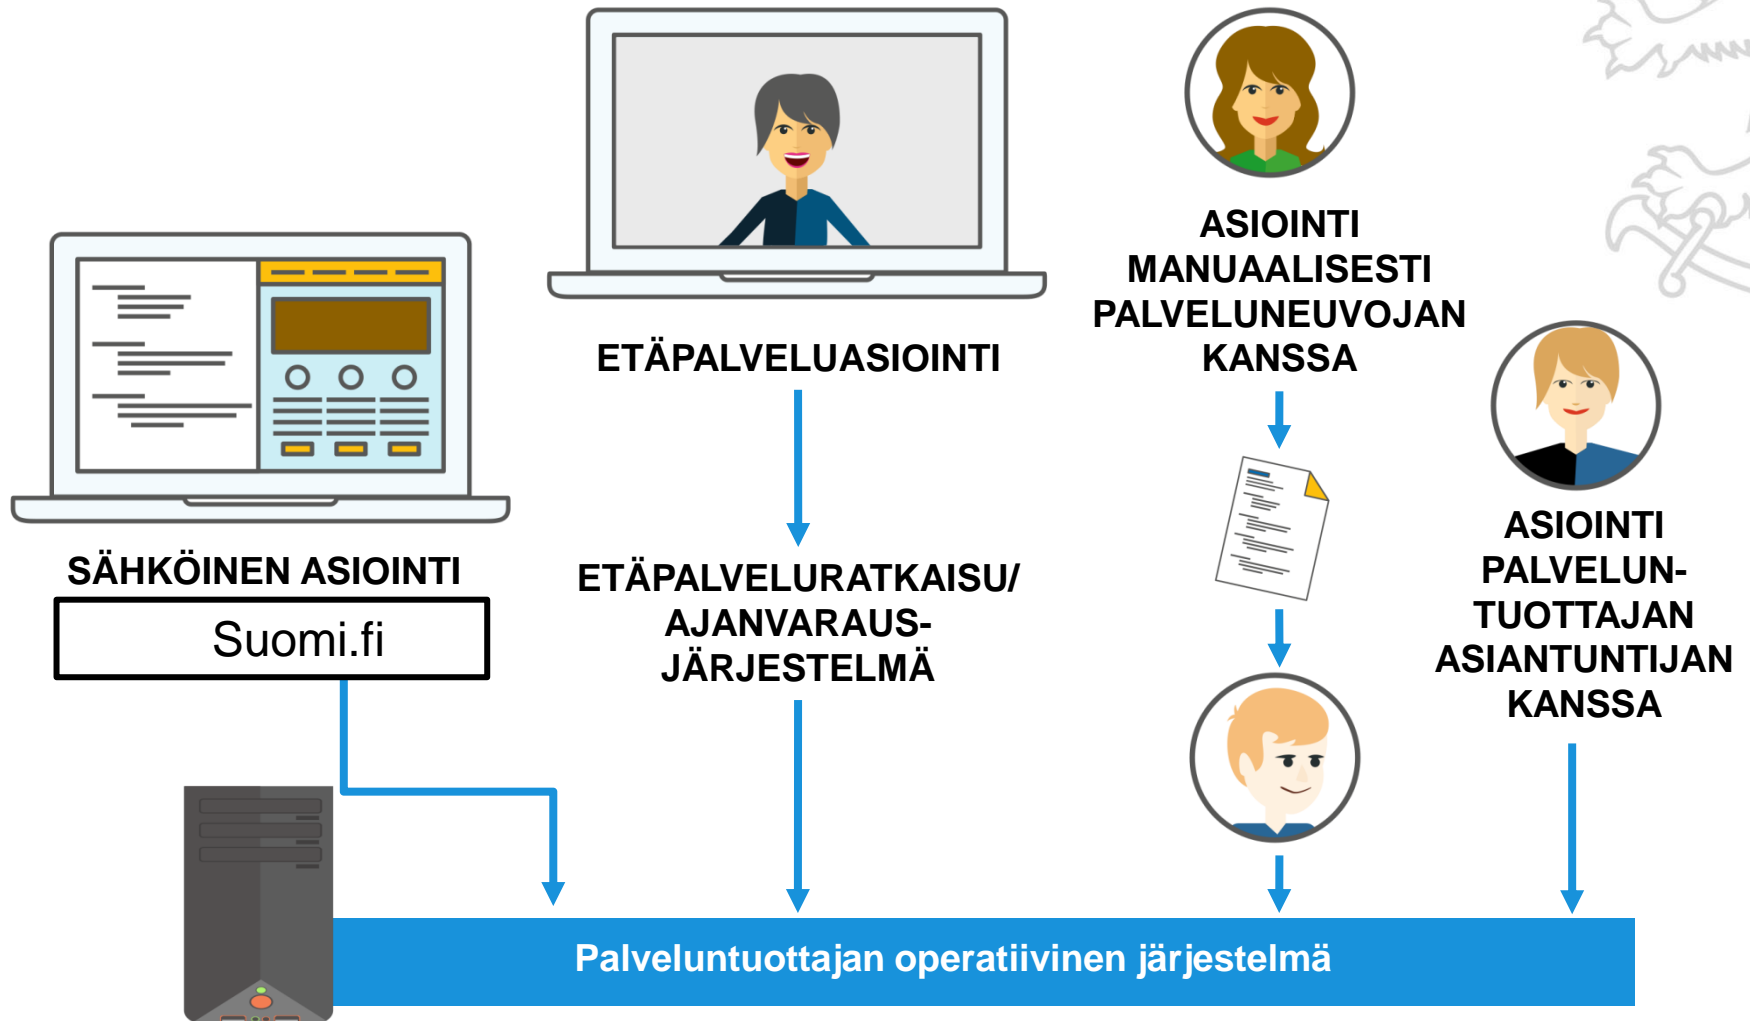 SÄHKÖINEN ASIOINTI
Suomi.fi
ETÄPALVELUASIOINTI
ETÄPALVELURATKAISU/
AJANVARAUS-
JÄRJESTELMÄ
ASIOINTI
MANUAALISESTI
PALVELUNEUVOJAN
KANSSA
ASIOINTI
PALVELUN-
TUOTTAJAN
ASIANTUNTIJAN
KANSSA
Palveluntuottajan operatiivinen järjestelmä